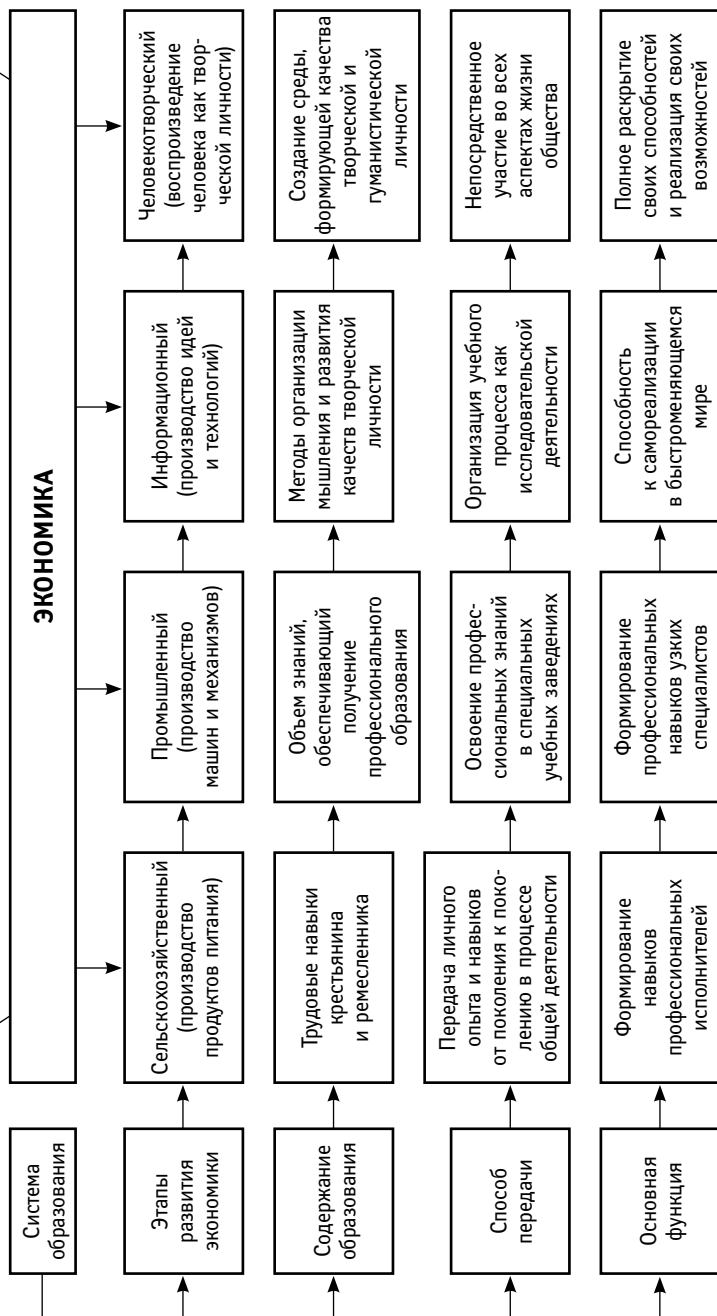 ЭКОНОМИКА
Система
образования
Этапы
развития
экономики
Сельскохозяйственный
(производство
продуктов питания)
Промышленный
(производство
машин и механизмов)
Информационный
(производство идей
и технологий)
Человекотворческий
(воспроизведение
человека как твор-
ческой личности)
Содержание
образования
Трудовые навыки
крестьянина
и ремесленника
Объем знаний,
обеспечивающий
получение
профессионального
образования
Методы организации
мышления и развития
качеств творческой
личности
Создание среды,
формирующей качества
творческой и
гуманистической
личности
Способ
передачи
Передача личного
опыта и навыков
от поколения к поко-
лению в процессе
общей деятельности
Освоение профес-
сиональных знаний
в специальных
учебных заведениях
Организация учебного
процесса как
исследовательской
деятельности
Непосредственное
участие во всех
аспектах жизни
общества
Основная
функция
Формирование
навыков
профессиональных
исполнителей
Формирование
профессиональных
навыков узких
специалистов
Способность
к самореализации
в быстроменяющемся
мире
Полное раскрытие
своих способностей
и реализация своих
возможностей